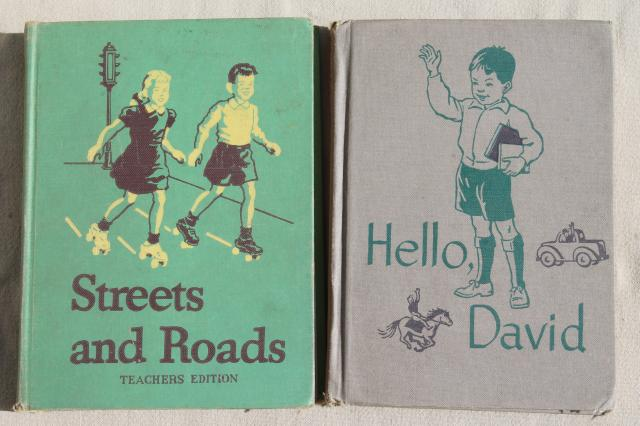 Streets
and Roads
TEACHERS EDITION
Hello,
David